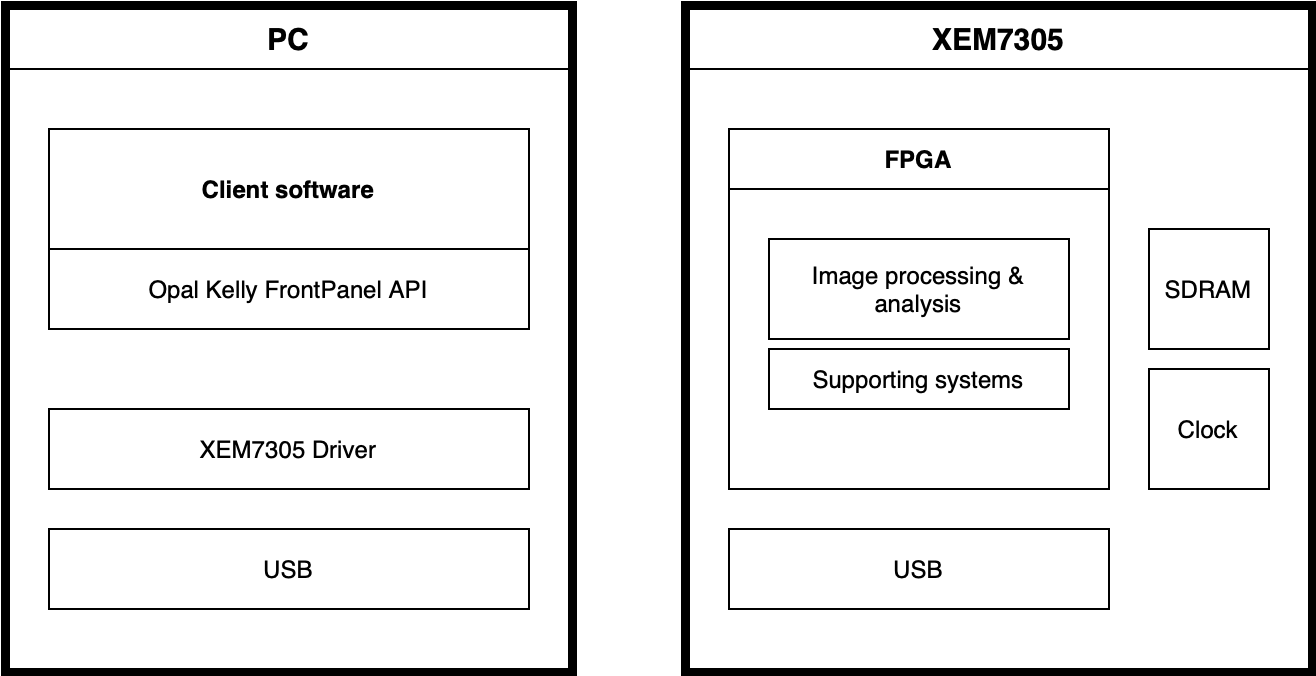 PC
Client software
Opal Kelly FrontPanel API
XEM7305 Driver
USB
XEM7305
FPGA
Image processing &
analysis
Supporting systems
SDRAM
Clock
USB